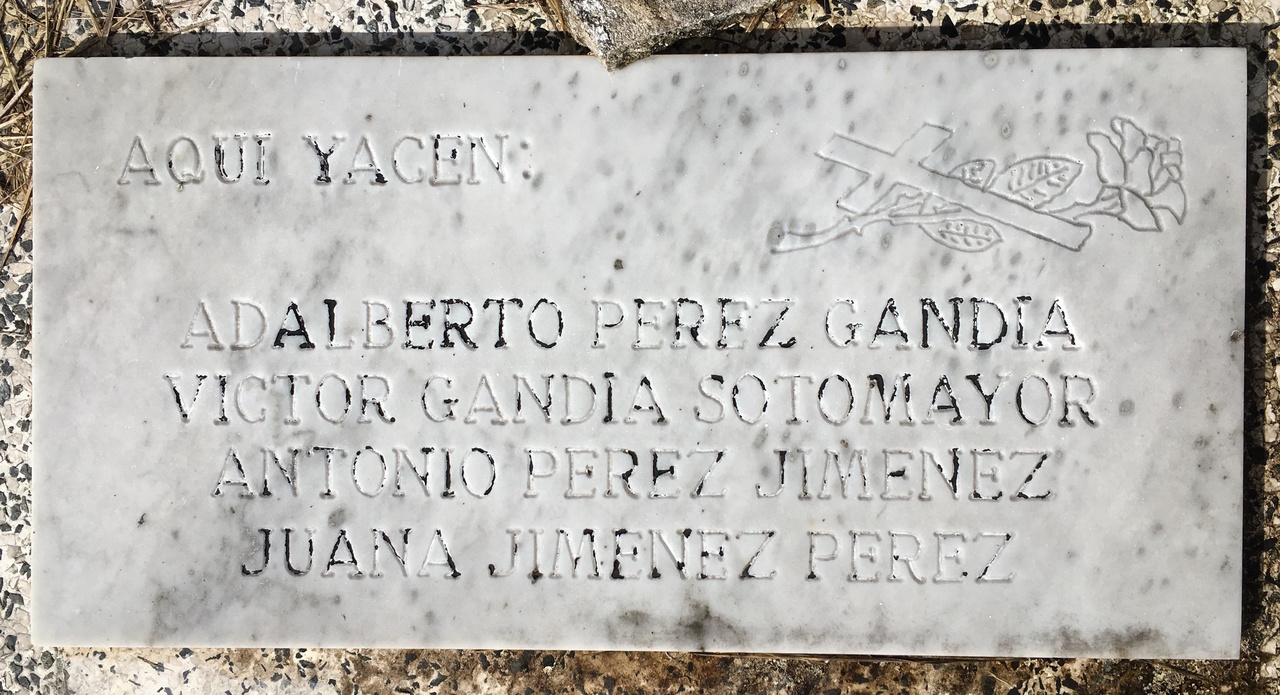 AQUI YACEN:
ADALBERTO PEREZ GANDIA
VICTOR GANDIA SOTOMAYOR
ANTONIO PEREZ JIMENEZ
JUANA JIMENEZ PEREZ